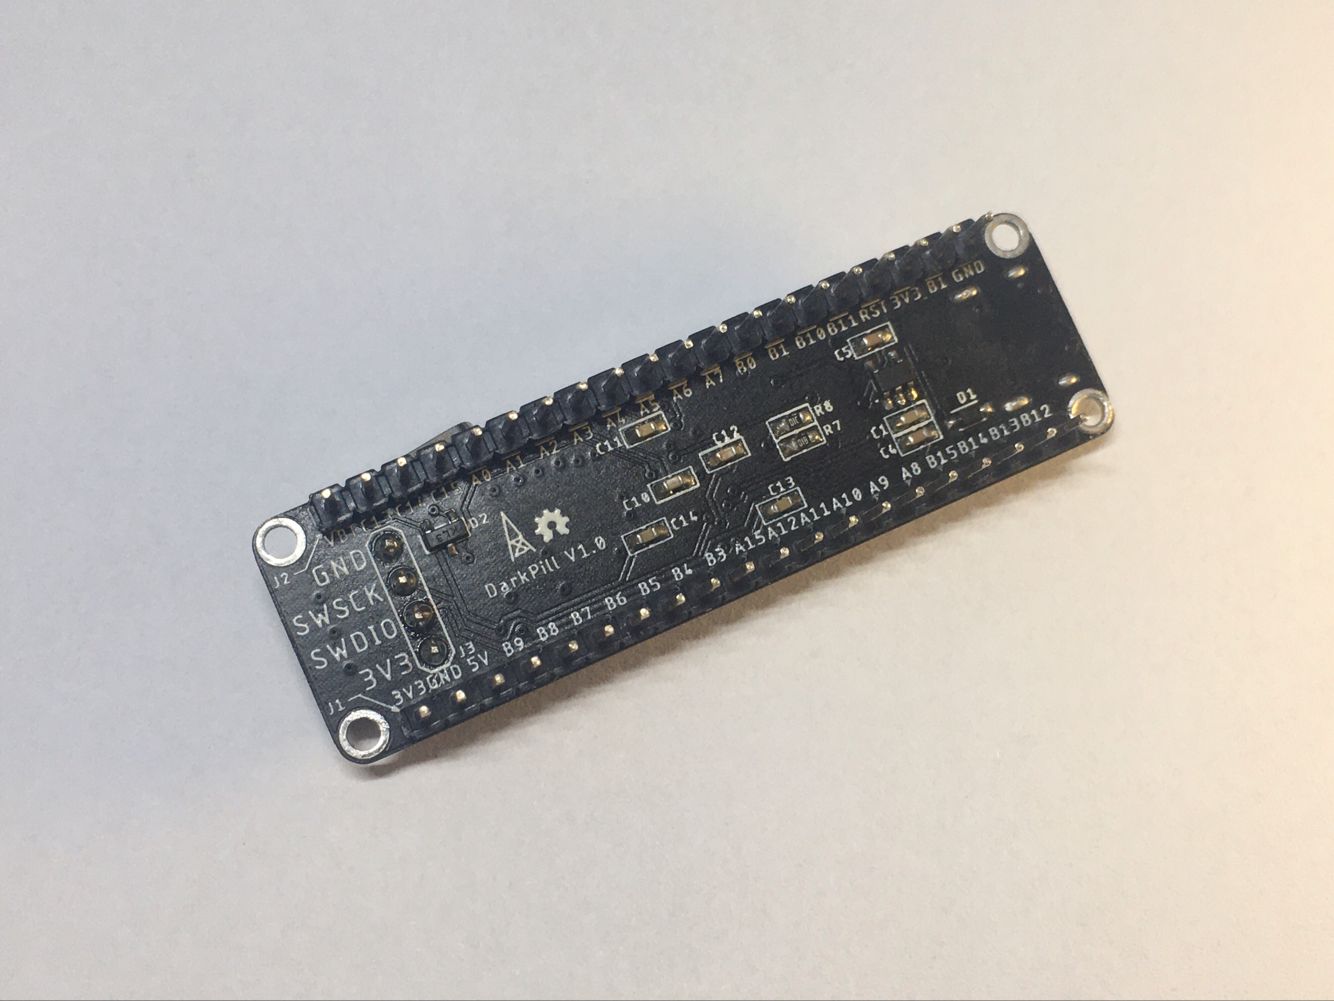 A0 A1 A2 A3 A4 A5 A6 A7 B0 B1 B10 B11 RST 3V3 B1 GND
C5
D1
R8
R7
C1
C4
C11
C12
C10
C13
C14
D2
DarkPill V1.0
J2
GND
SWSCK
SWDIO
3V3
J3
J1
3V3 GND 5V B9 B8 B7 B6 B5 B4 B3 A15 A12 A11 A10 A9 A8 B15 B14 B13 B12